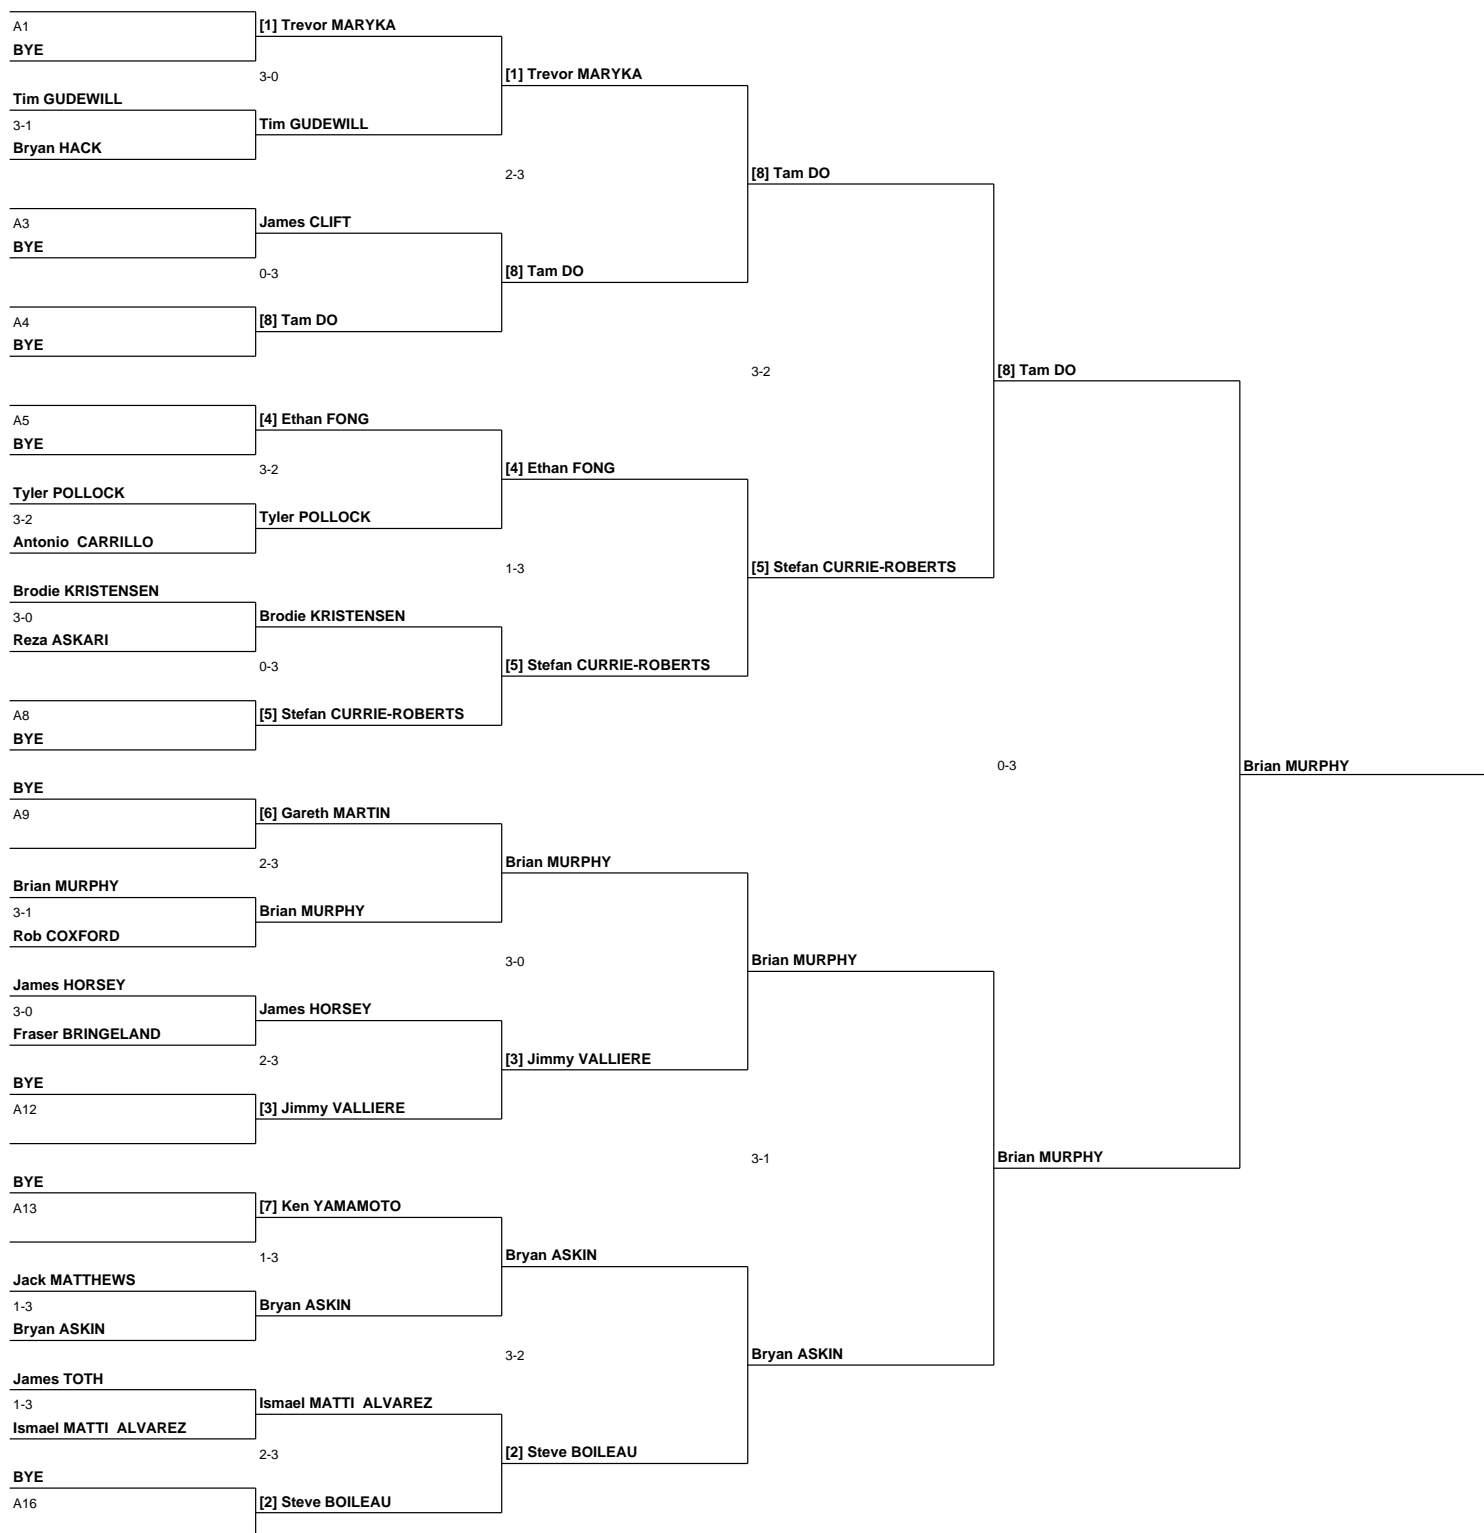 A1
BYE
[1] Trevor MARYKA
3-0
[1] Trevor MARYKA
Tim GUDEWILL
3-1
Bryan HACK
Tim GUDEWILL
2-3
[8] Tam DO
A3
BYE
James CLIFT
0-3
[8] Tam DO
A4
BYE
[8] Tam DO
3-2
[8] Tam DO
A5
BYE
[4] Ethan FONG
3-2
[4] Ethan FONG
Tyler POLLOCK
3-2
Antonio  CARRILLO
Tyler POLLOCK
1-3
[5] Stefan CURRIE-ROBERTS
Brodie KRISTENSEN
3-0
Reza ASKARI
Brodie KRISTENSEN
0-3
[5] Stefan CURRIE-ROBERTS
A8
BYE
[5] Stefan CURRIE-ROBERTS
0-3
Brian MURPHY
BYE
A9
[6] Gareth MARTIN
2-3
Brian MURPHY
Brian MURPHY
3-1
Rob COXFORD
Brian MURPHY
3-0
Brian MURPHY
James HORSEY
3-0
Fraser BRINGELAND
James HORSEY
2-3
[3] Jimmy VALLIERE
BYE
A12
[3] Jimmy VALLIERE
3-1
Brian MURPHY
BYE
A13
[7] Ken YAMAMOTO
1-3
Bryan ASKIN
Jack MATTHEWS
1-3
Bryan ASKIN
Bryan ASKIN
3-2
Bryan ASKIN
James TOTH
1-3
Ismael MATTI  ALVAREZ
Ismael MATTI  ALVAREZ
2-3
[2] Steve BOILEAU
BYE
A16
[2] Steve BOILEAU